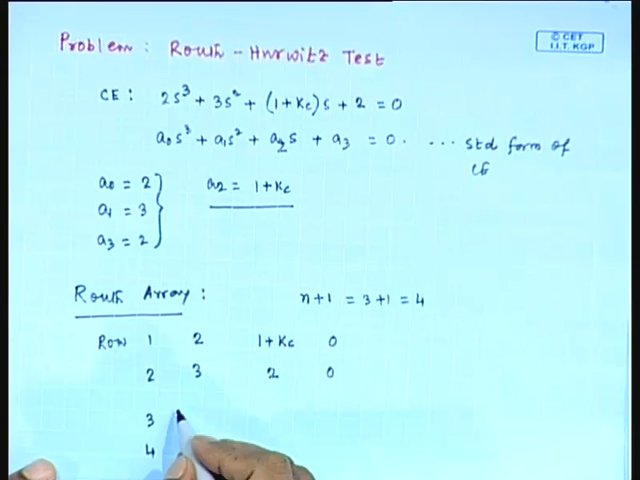 Problem : Routh - Hurwitz Test
© CET
I.I.T. KGP
CE : 2s³ + 3s² + (1+Kc)s + 2 = 0
a₀s³ + a₁s² + a₂s + a₃ = 0. ... Std form of
CE
a₀ = 2
a₁ = 3
a₃ = 2
a₂ = 1+Kc
Routh Array :
n+1 = 3+1 = 4
Row 1 2 1+Kc 0
2 3 2 0
3
4